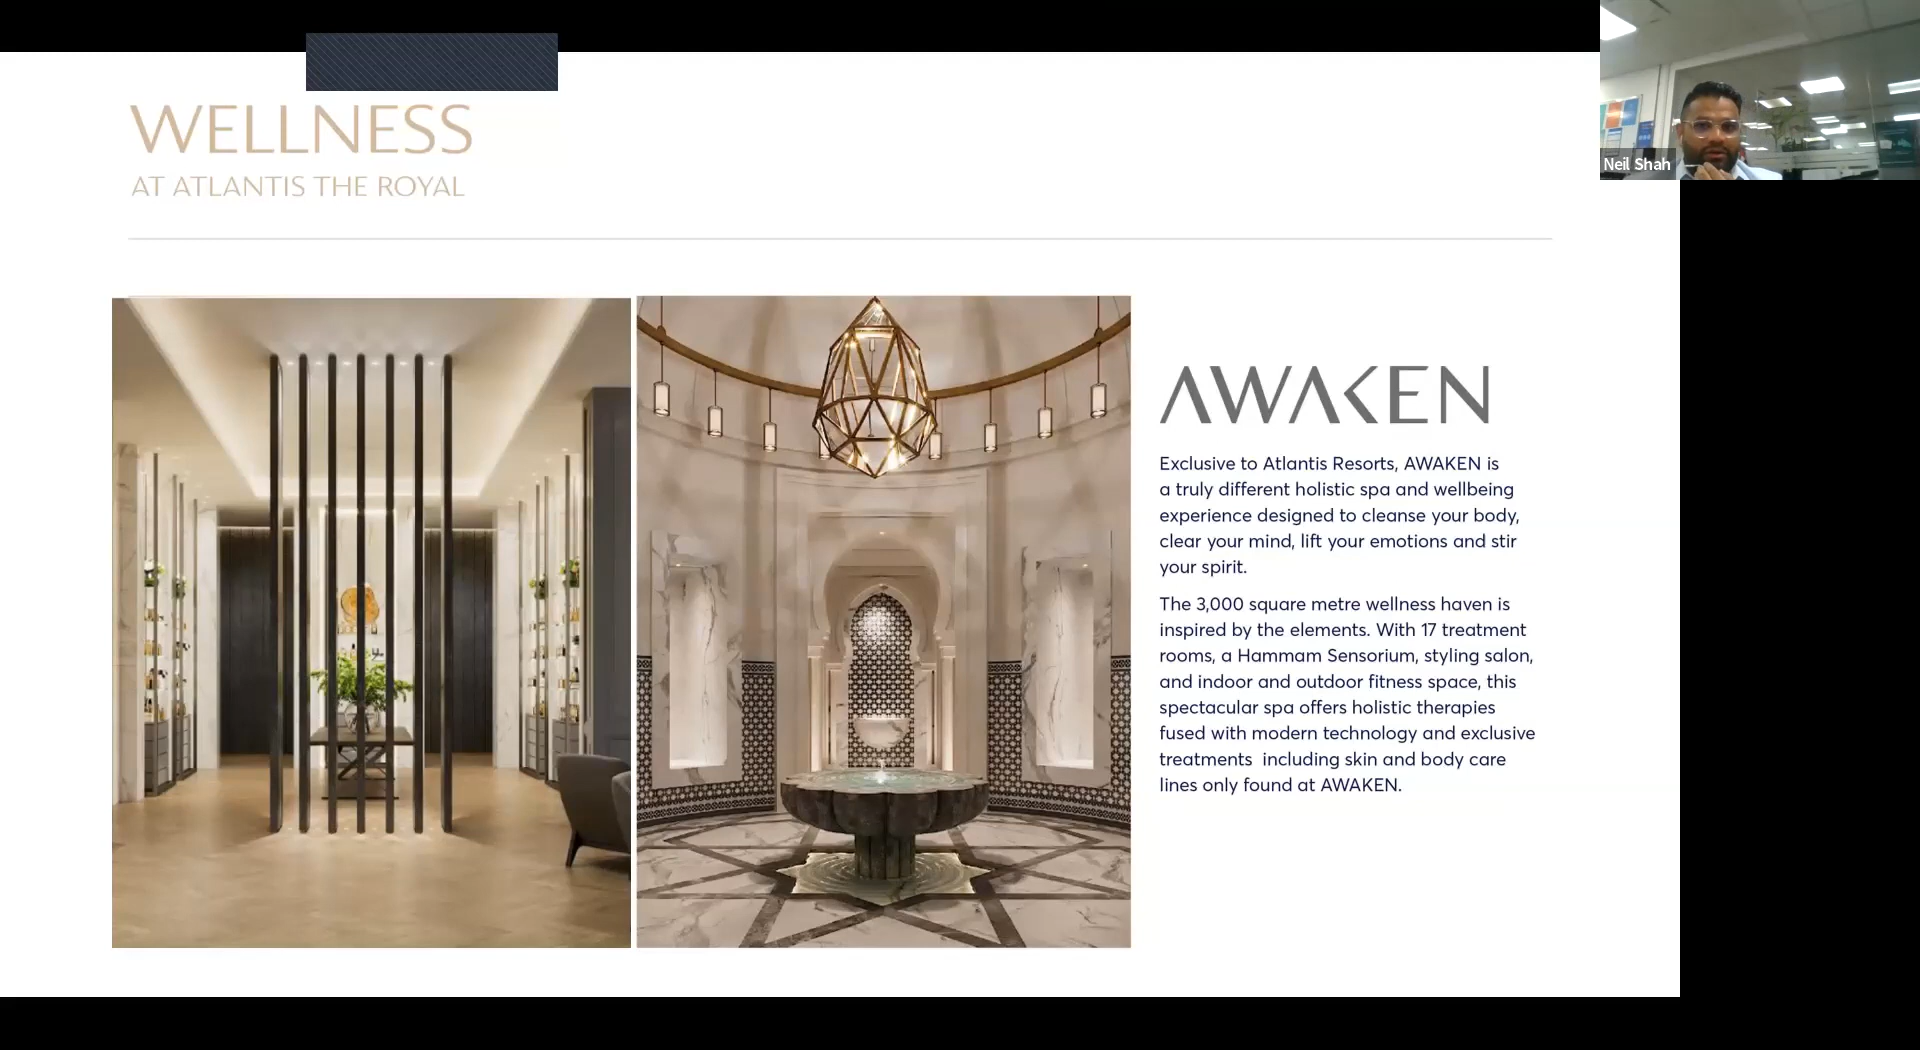 WELLNESS
AT ATLANTIS THE ROYAL
Neil Shah
AWAKEN
Exclusive to Atlantis Resorts, AWAKEN is
a truly different holistic spa and wellbeing
experience designed to cleanse your body,
clear your mind, lift your emotions and stir
your spirit.
The 3,000 square metre wellness haven is
inspired by the elements. With 17 treatment
rooms, a Hammam Sensorium, styling salon,
and indoor and outdoor fitness space, this
spectacular spa offers holistic therapies
fused with modern technology and exclusive
treatments  including skin and body care
lines only found at AWAKEN.